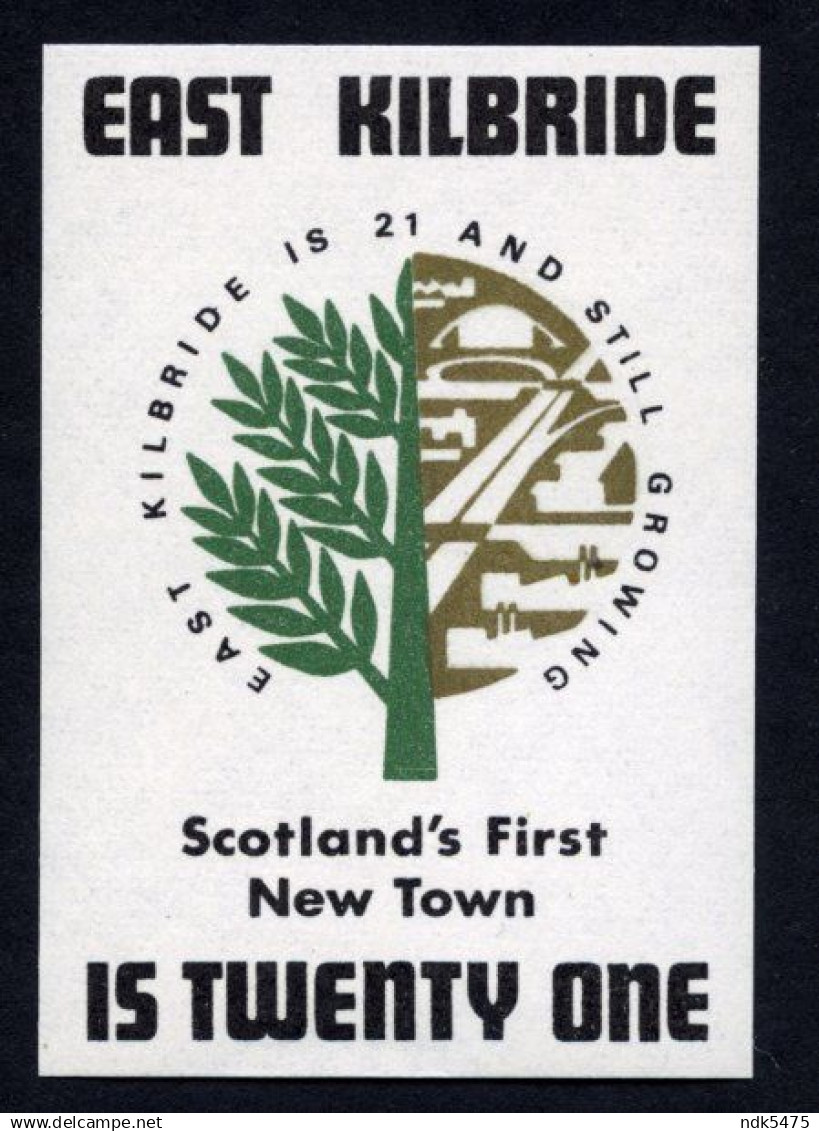 EAST KILBRIDE
EAST KILBRIDE IS 21 AND STILL GROWING
Scotland's First
New Town
IS TWENTY ONE
delcampe.net
ndk5475